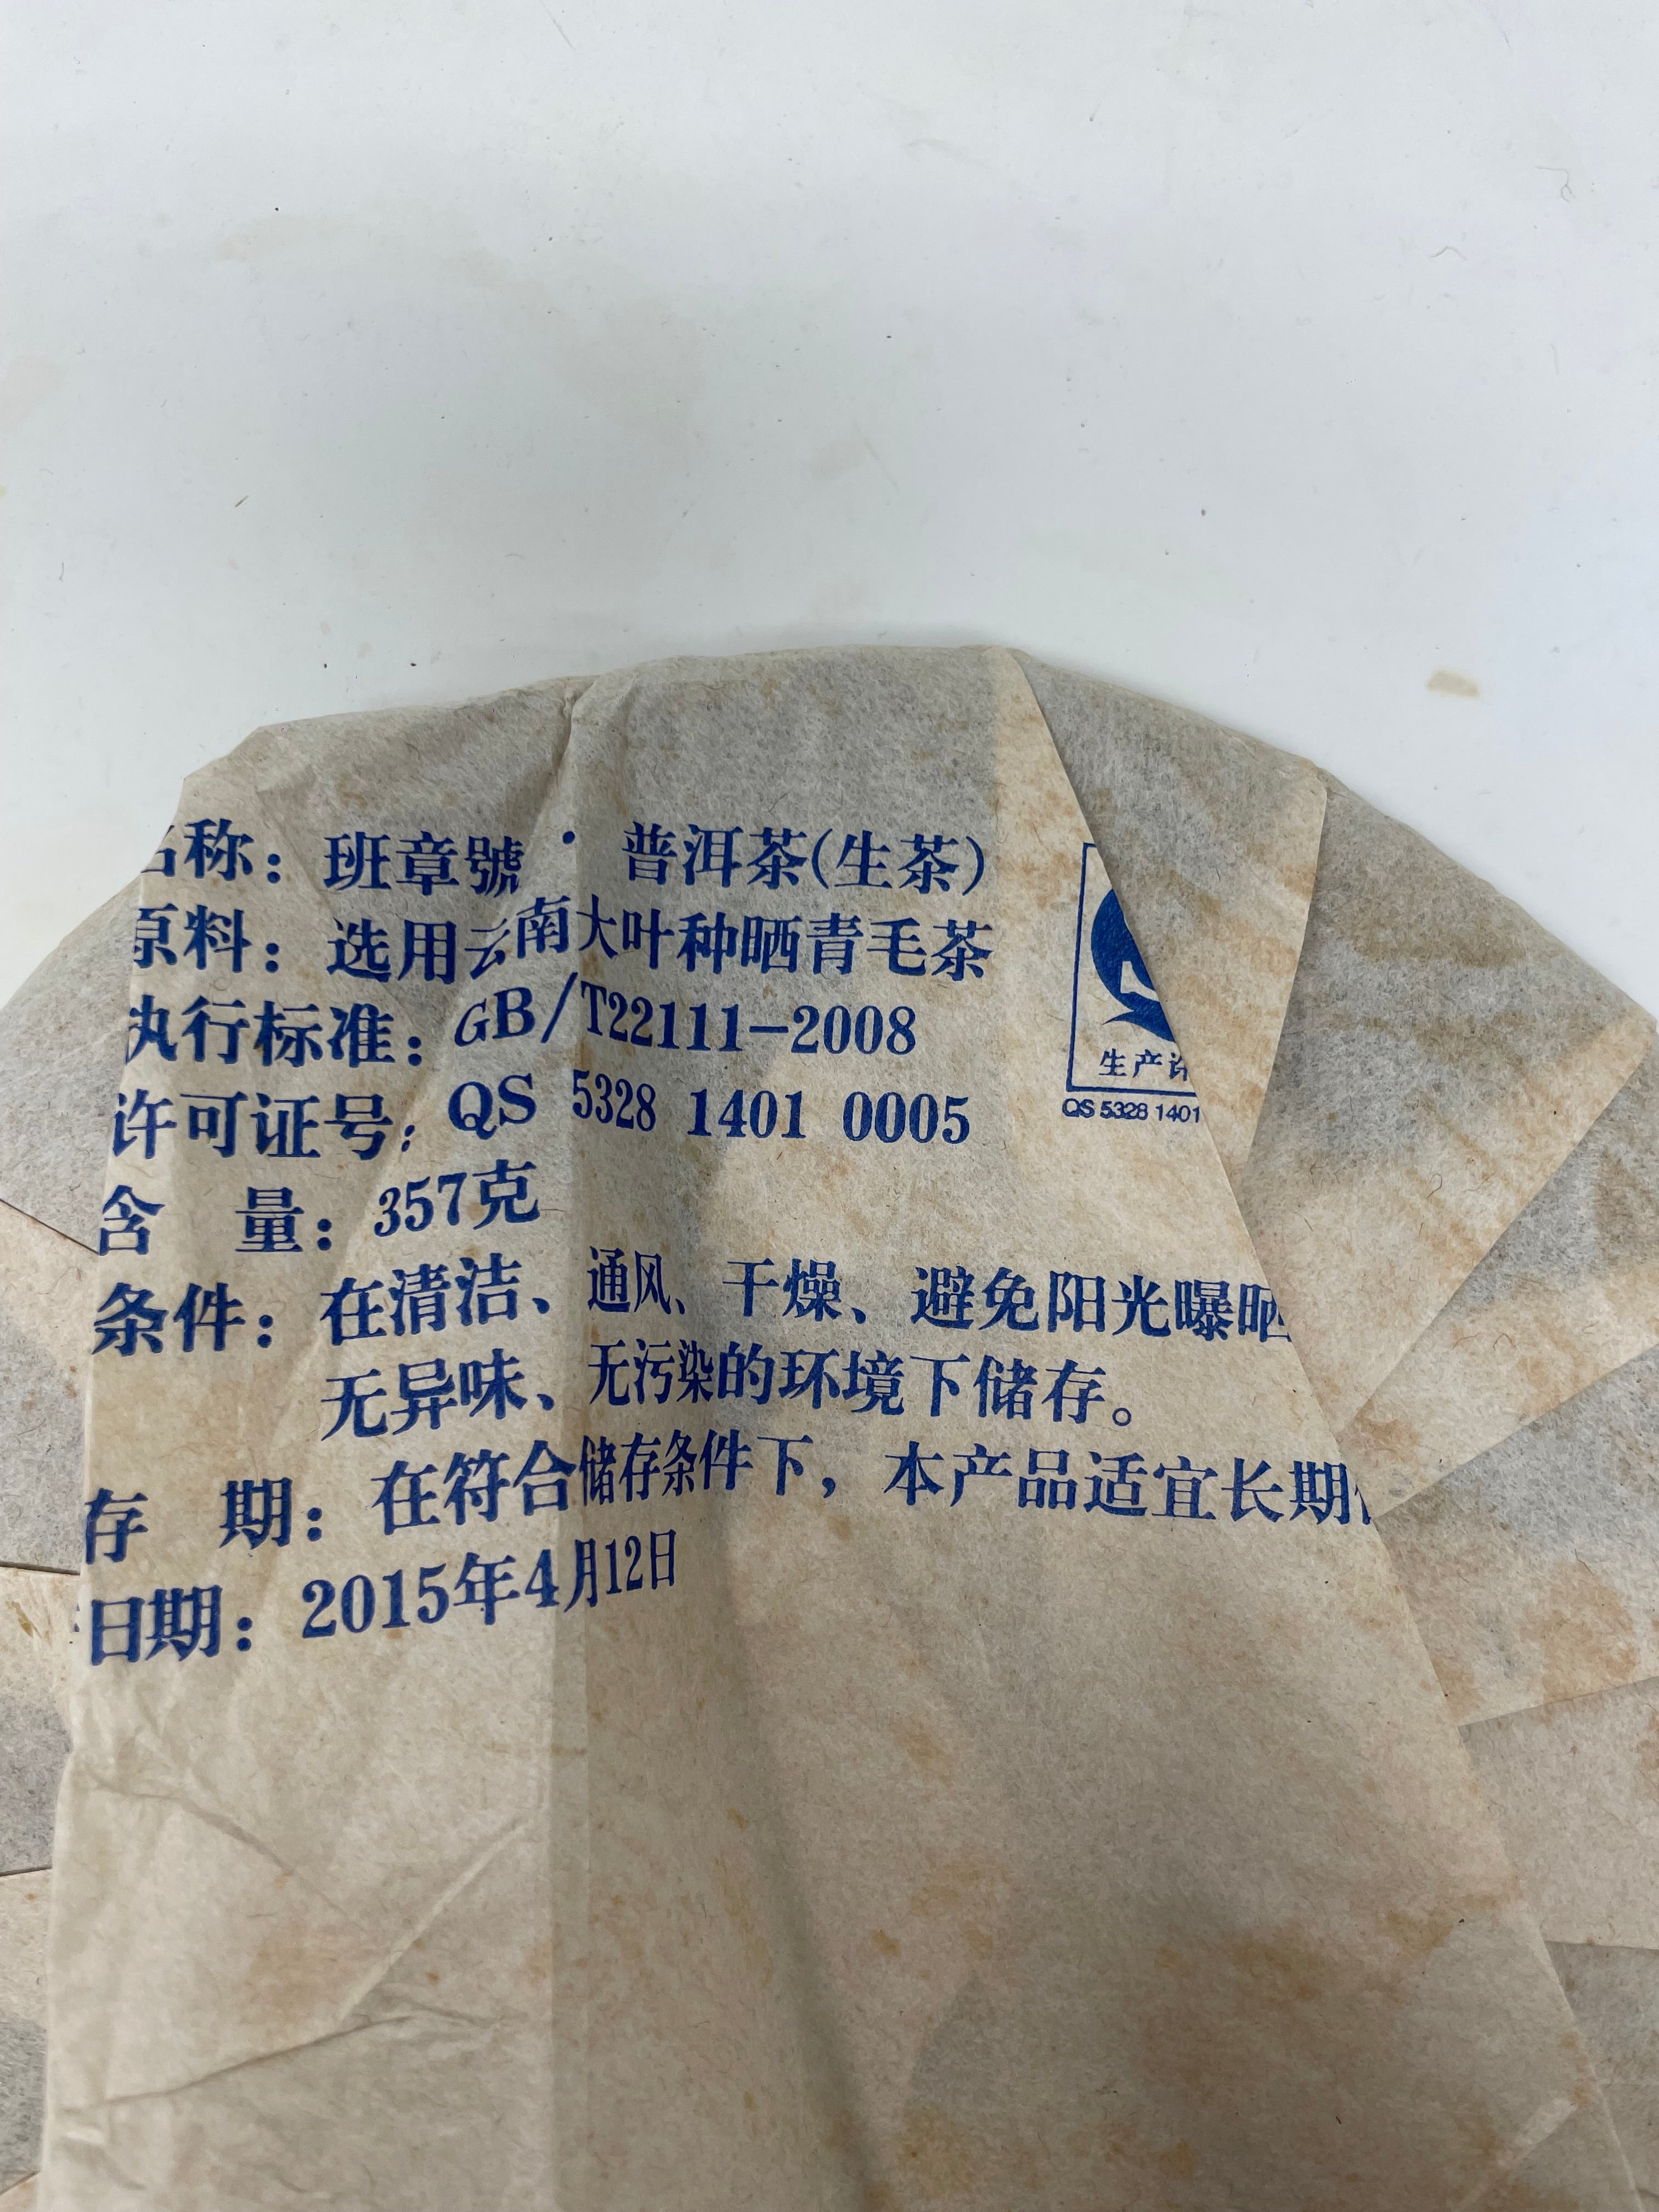 名称：班章號·普洱茶(生茶)
原料：选用云南大叶种晒青毛茶
执行标准：GB/T22111-2008
许可证号：QS 5328 1401 0005
含 量：357克
条件：在清洁、通风、干燥、避免阳光曝晒
无异味、无污染的环境下储存。
存 期：在符合储存条件下，本产品适宜长期
日期：2015年4月12日
生产许
QS 5328 1401